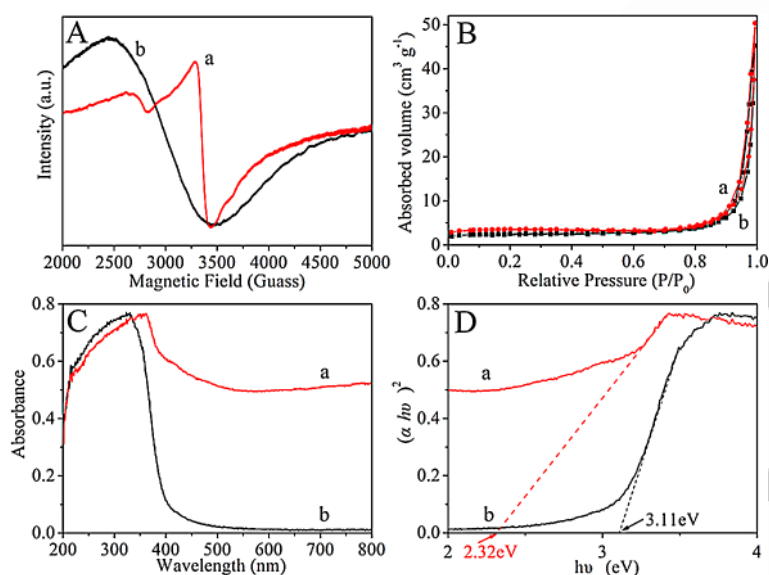 A
b
a
Intensity (a.u.)
2000 2500 3000 3500 4000 4500 5000
Magnetic Field (Guass)
B
50
40
30
20
10
0
Absorbed volume (cm³ g⁻¹)
a
b
0.0 0.2 0.4 0.6 0.8 1.0
Relative Pressure (P/P₀)
C
0.8
0.6
0.4
0.2
0.0
Absorbance
a
b
200 300 400 500 600 700 800
Wavelength (nm)
D
0.8
0.6
0.4
0.2
0.0
(α hυ)²
a
b
3.11eV
2.32eV
2 3 4
hυ (eV)